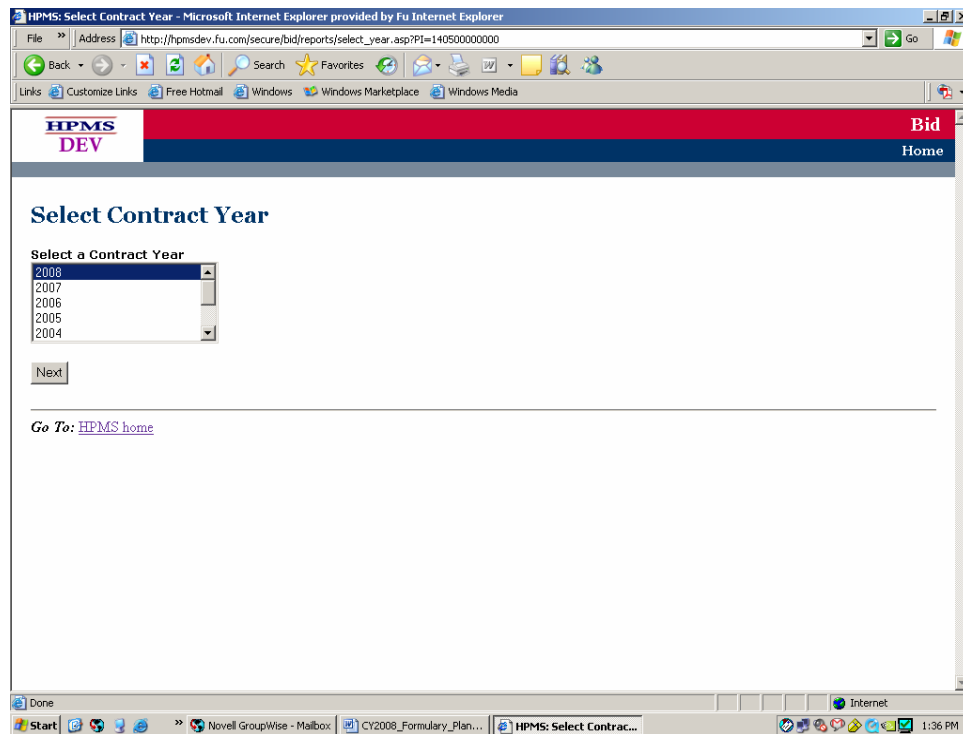 HPMS: Select Contract Year - Microsoft Internet Explorer provided by Fu Internet Explorer
File » Address http://hpmsdev.fu.com/secure/bid/reports/select_year.asp?PI=140500000000 Go
Back Search Favorites
Links Customize Links Free Hotmail Windows Windows Marketplace Windows Media
HPMS
DEV
Bid
Home
Select Contract Year
Select a Contract Year
2008
2007
2006
2005
2004
Next
Go To: HPMS home
Done Internet
Start » Novell GroupWise - Mailbox CY2008_Formulary_Plan... HPMS: Select Contrac... 1:36 PM